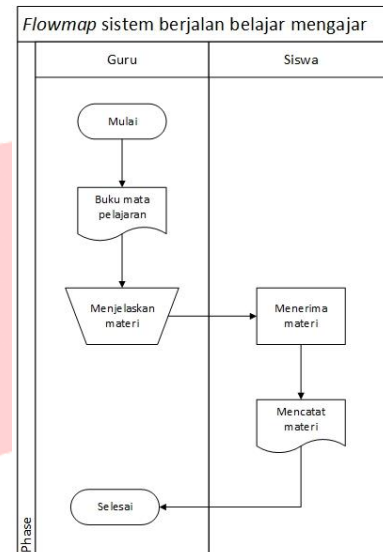 Flowmap sistem berjalan belajar mengajar
Guru
Siswa
Mulai
Buku mata
pelajaran
Menjelaskan
materi
Menerima
materi
Mencatat
materi
Selesai
Phase